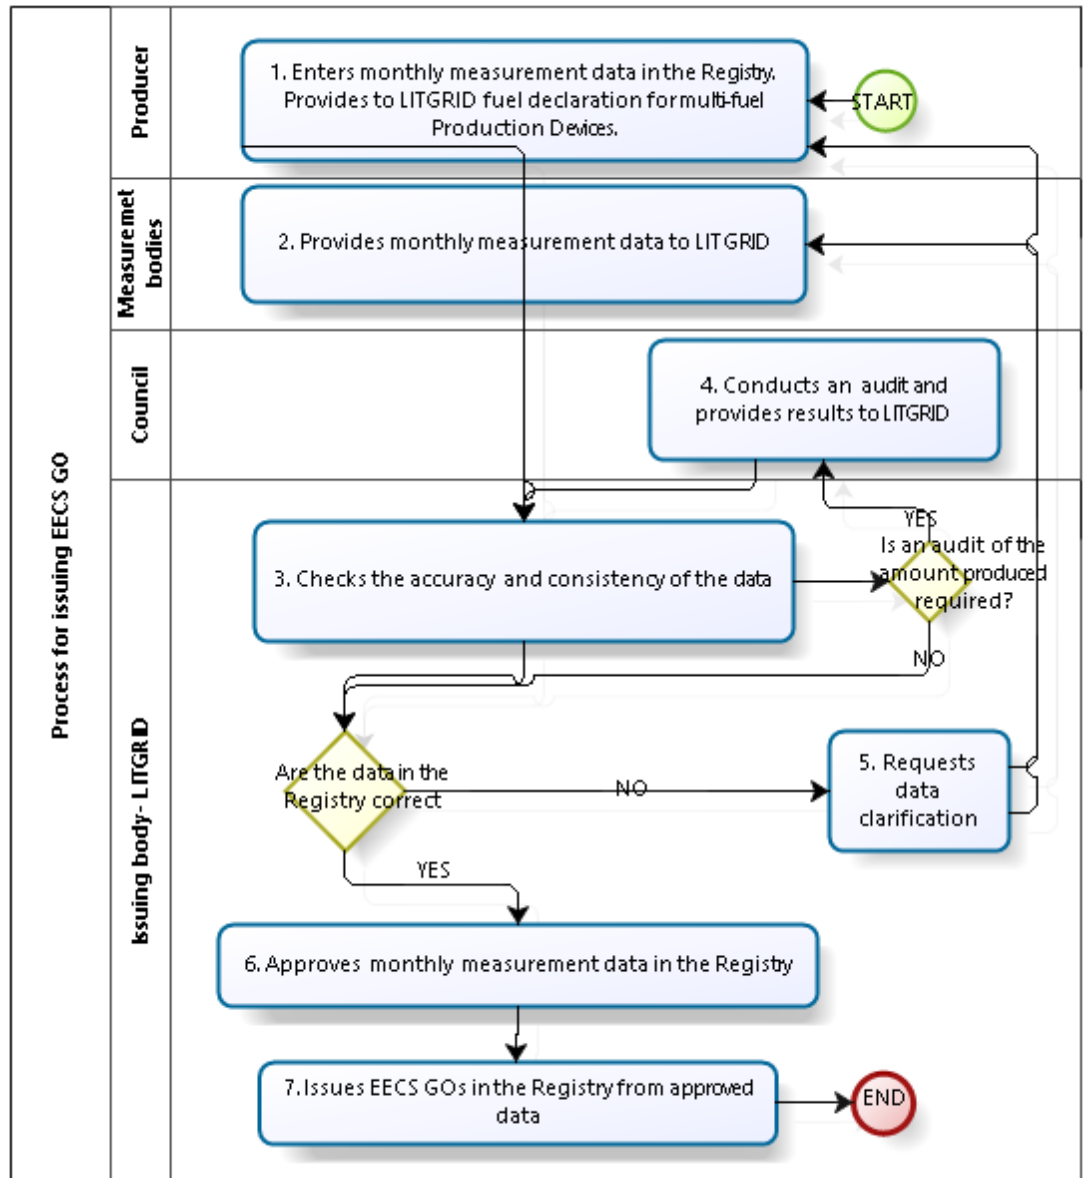 Process for issuing EECS GO
Producer
1. Enters monthly measurement data in the Registry.
Provides to LITGRID fuel declaration for multi-fuel
Production Devices.
START
Measuremet
bodies
2. Provides monthly measurement data to LITGRID
Council
4. Conducts an audit and
provides results to LITGRID
Issuing body - LITGRID
3. Checks the accuracy and consistency of the data
YES
Is an audit of the
amount produced
required?
NO
Are the data in the
Registry correct
NO
5. Requests
data
clarification
YES
6. Approves monthly measurement data in the Registry
7. Issues EECS GOs in the Registry from approved
data
END